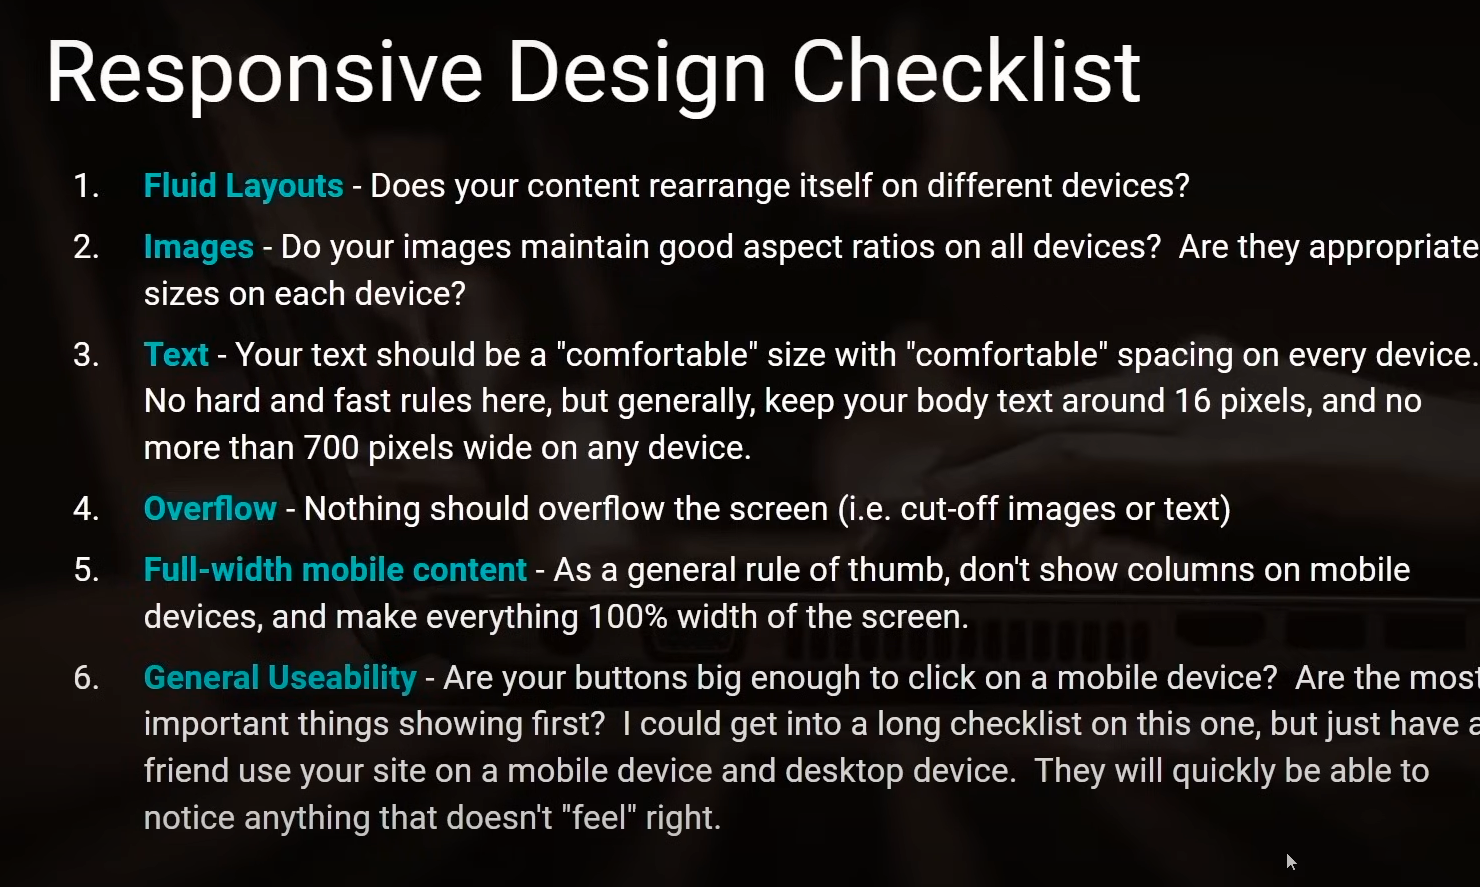 Responsive Design Checklist
1. Fluid Layouts - Does your content rearrange itself on different devices?
2. Images - Do your images maintain good aspect ratios on all devices?  Are they appropriate
sizes on each device?
3. Text - Your text should be a "comfortable" size with "comfortable" spacing on every device.
No hard and fast rules here, but generally, keep your body text around 16 pixels, and no
more than 700 pixels wide on any device.
4. Overflow - Nothing should overflow the screen (i.e. cut-off images or text)
5. Full-width mobile content - As a general rule of thumb, don't show columns on mobile
devices, and make everything 100% width of the screen.
6. General Useability - Are your buttons big enough to click on a mobile device?  Are the most
important things showing first?  I could get into a long checklist on this one, but just have a
friend use your site on a mobile device and desktop device.  They will quickly be able to
notice anything that doesn't "feel" right.